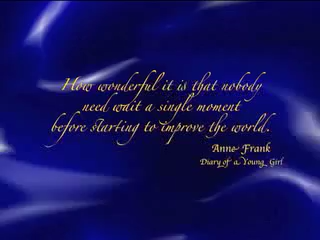 How wonderful it is that nobody
need wait a single moment
before starting to improve the world.
Anne Frank
Diary of a Young Girl